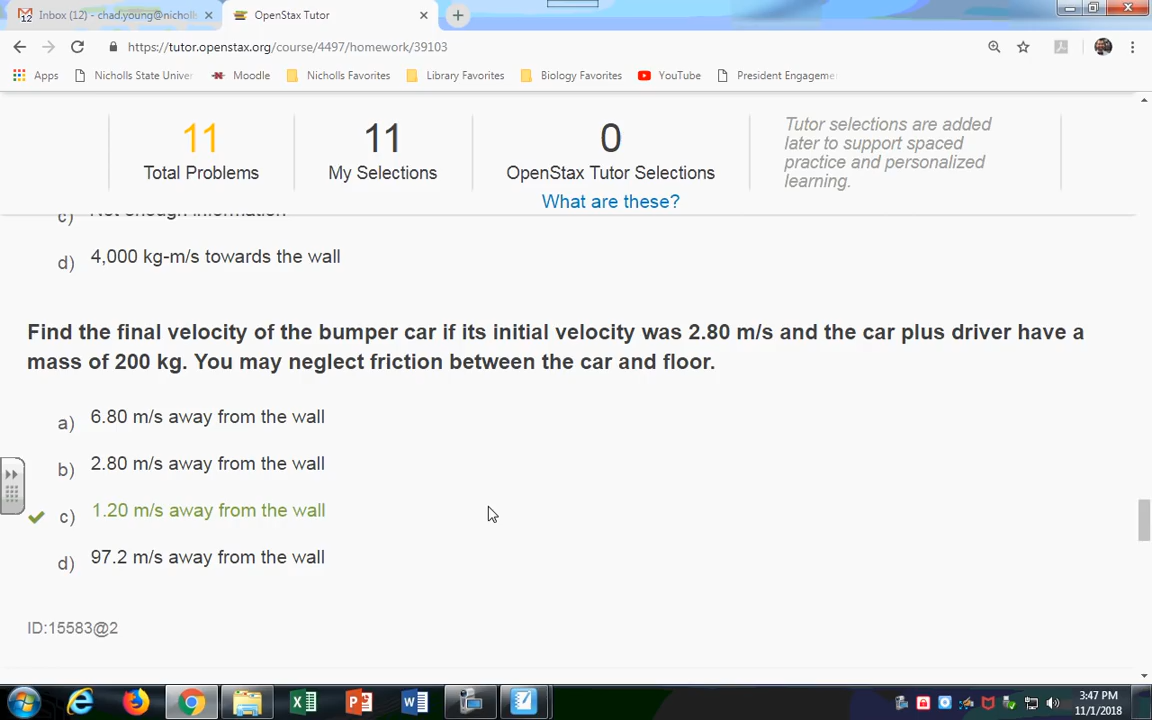 Inbox (12) - chad.young@nicholls
OpenStax Tutor
https://tutor.openstax.org/course/4497/homework/39103
Apps
Nicholls State Univer
Moodle
Nicholls Favorites
Library Favorites
Biology Favorites
YouTube
President Engageme
11
Total Problems
11
My Selections
0
OpenStax Tutor Selections
What are these?
Tutor selections are added
later to support spaced
practice and personalized
learning.
c) Not enough information
d) 4,000 kg-m/s towards the wall
Find the final velocity of the bumper car if its initial velocity was 2.80 m/s and the car plus driver have a
mass of 200 kg. You may neglect friction between the car and floor.
a) 6.80 m/s away from the wall
b) 2.80 m/s away from the wall
c) 1.20 m/s away from the wall
d) 97.2 m/s away from the wall
ID:15583@2
3:47 PM
11/1/2018